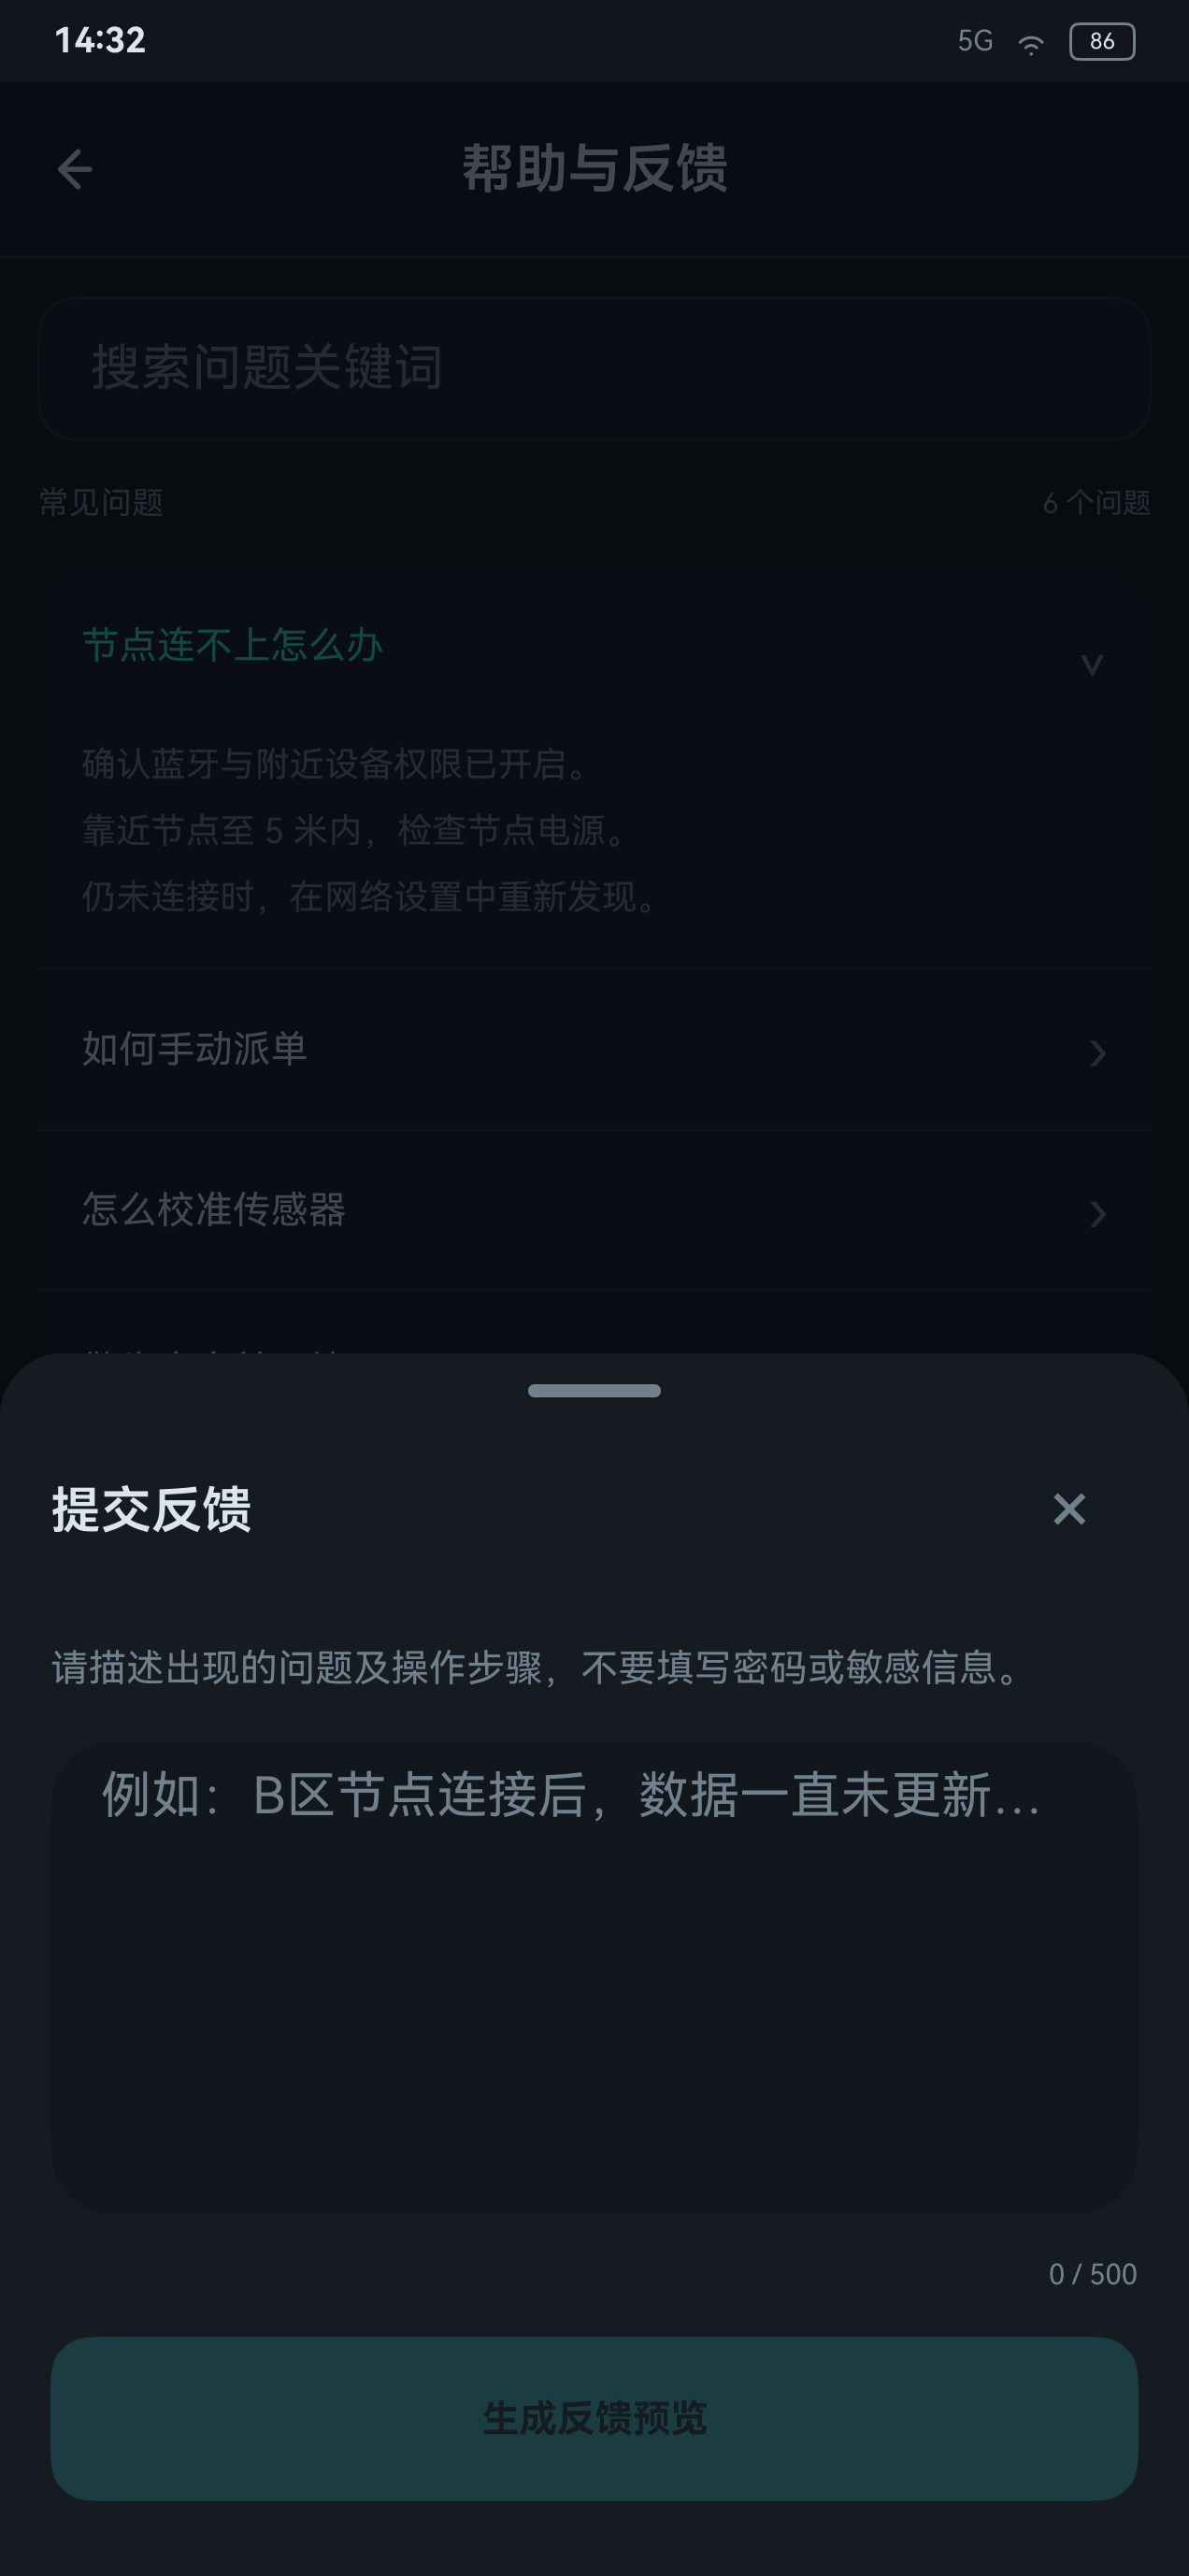 14:32
5G
86
帮助与反馈
搜索问题关键词
常见问题
6 个问题
节点连不上怎么办
确认蓝牙与附近设备权限已开启。
靠近节点至 5 米内，检查节点电源。
仍未连接时，在网络设置中重新发现。
如何手动派单
怎么校准传感器
提交反馈
请描述出现的问题及操作步骤，不要填写密码或敏感信息。
例如：B区节点连接后，数据一直未更新…
0 / 500
生成反馈预览